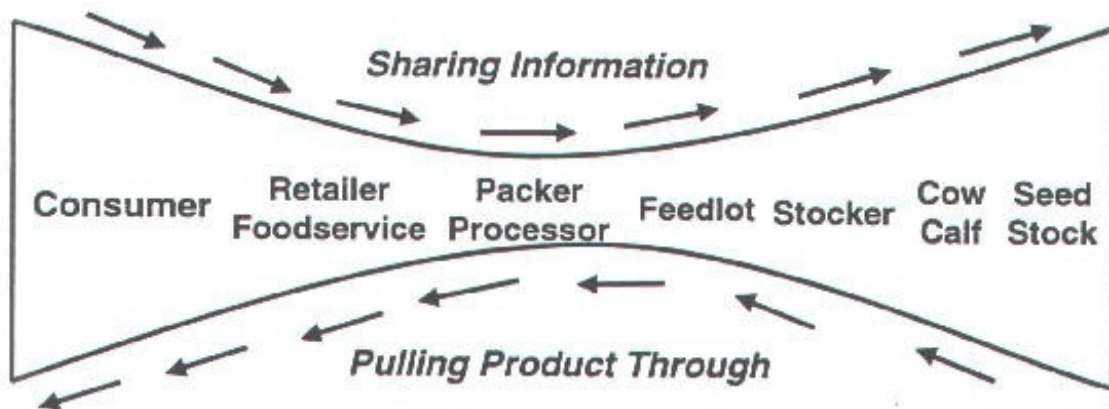 Sharing Information
Consumer
Retailer
Foodservice
Packer
Processor
Feedlot
Stocker
Cow
Calf
Seed
Stock
Pulling Product Through